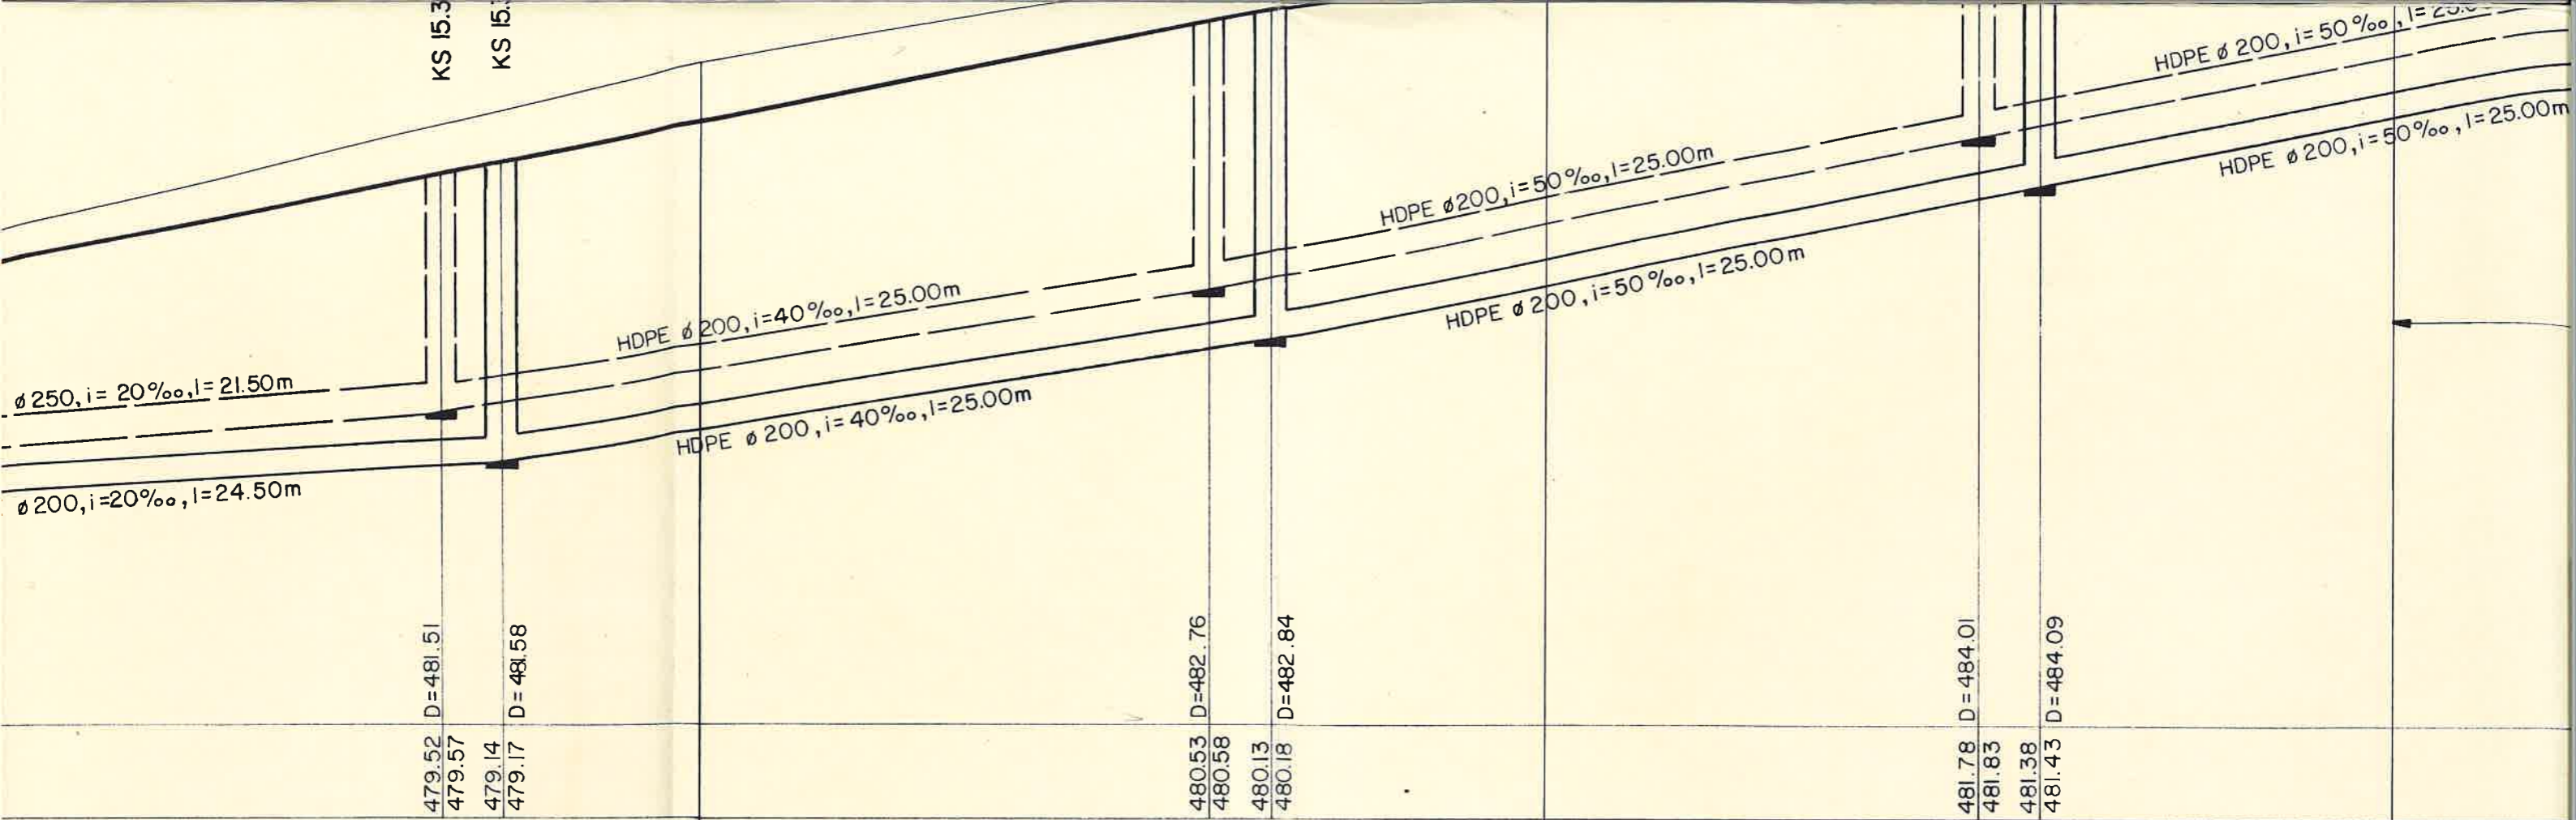 KS 15.3
KS 15.
HDPE ø 200, i= 50 ‰, l=
HDPE ø 200, i= 50 ‰, l= 25.00m
HDPE ø 200, i= 50 ‰, l= 25.00m
HDPE ø 200, i= 50 ‰, l= 25.00m
HDPE ø 200, i=40 ‰, l= 25.00m
HDPE ø 200, i= 40‰, l= 25.00m
ø 250, i= 20‰, l= 21.50m
ø 200, i=20‰, l= 24.50m
D=481.51
D=481.58
D=482.76
D=482.84
D=484.01
D=484.09
479.52
479.57
479.14
479.17
480.53
480.58
480.13
480.18
481.78
481.83
481.38
481.43